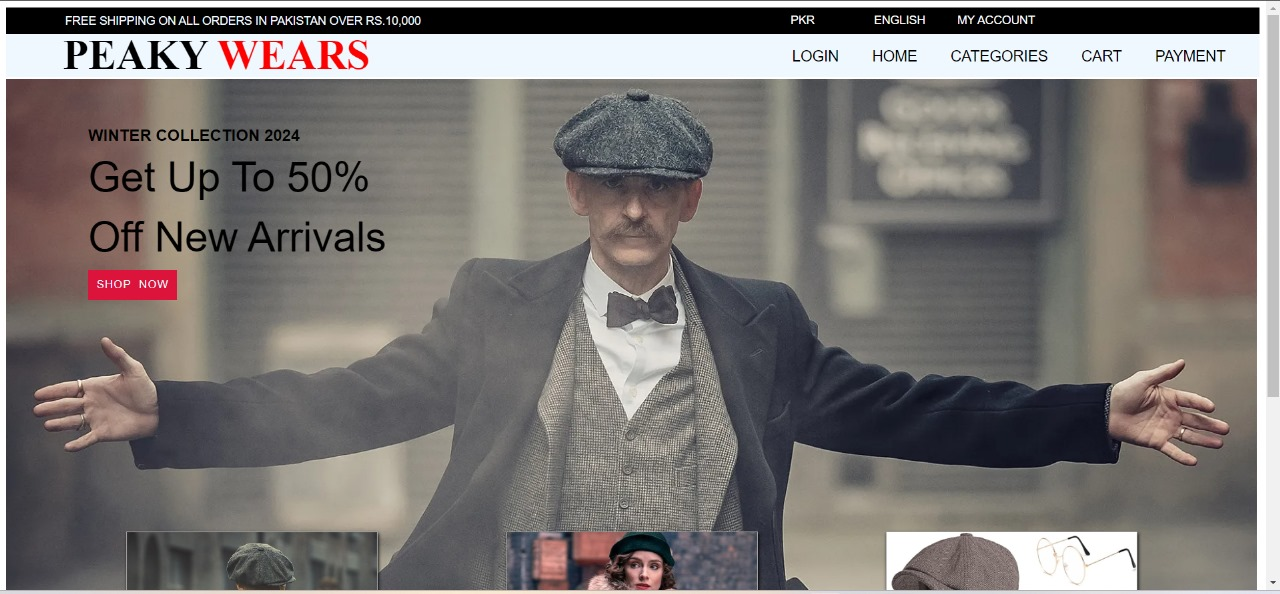 FREE SHIPPING ON ALL ORDERS IN PAKISTAN OVER RS.10,000 PKR ENGLISH MY ACCOUNT
PEAKY WEARS LOGIN HOME CATEGORIES CART PAYMENT
WINTER COLLECTION 2024
Get Up To 50%
Off New Arrivals
SHOP NOW